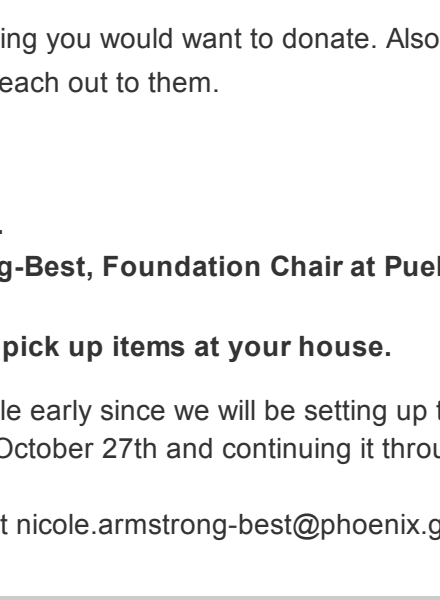 ing you would want to donate. Also
each out to them.
.
g-Best, Foundation Chair at Puel
pick up items at your house.
le early since we will be setting up t
October 27th and continuing it throu
t nicole.armstrong-best@phoenix.g